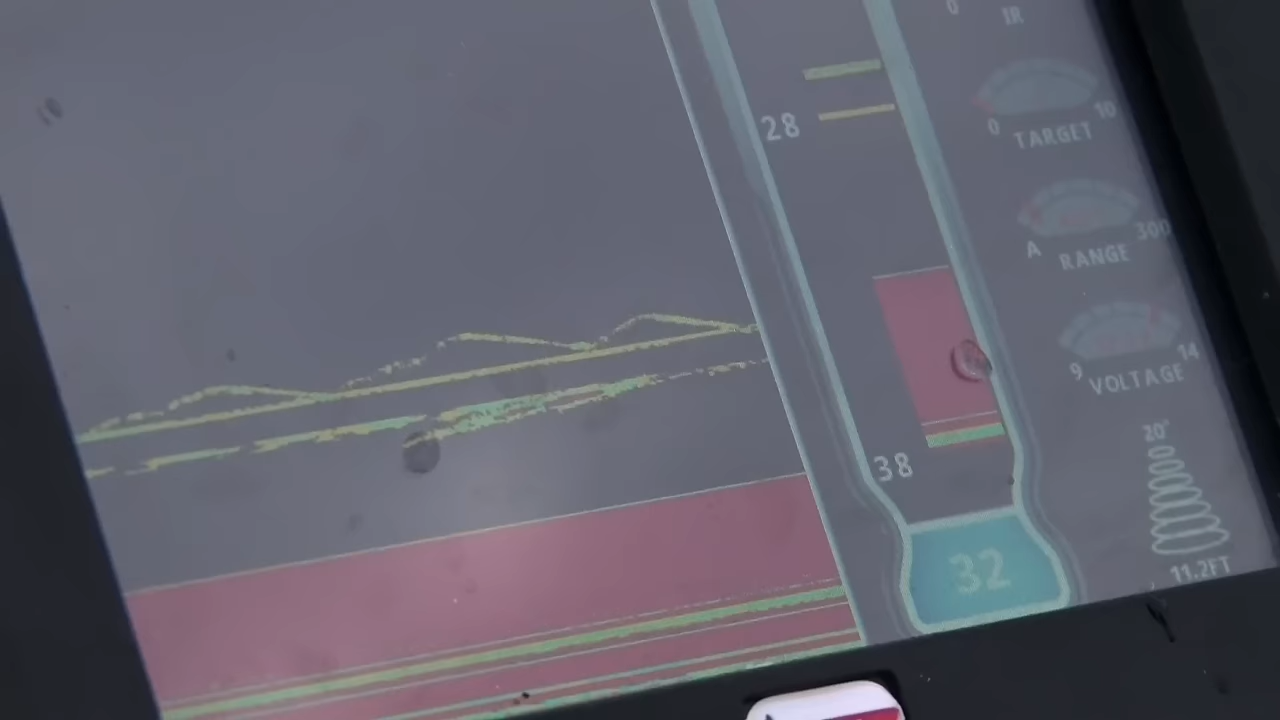 0
IR
28
0 10
TARGET
A 300
RANGE
9 14
VOLTAGE
38
20°
32
11.2FT